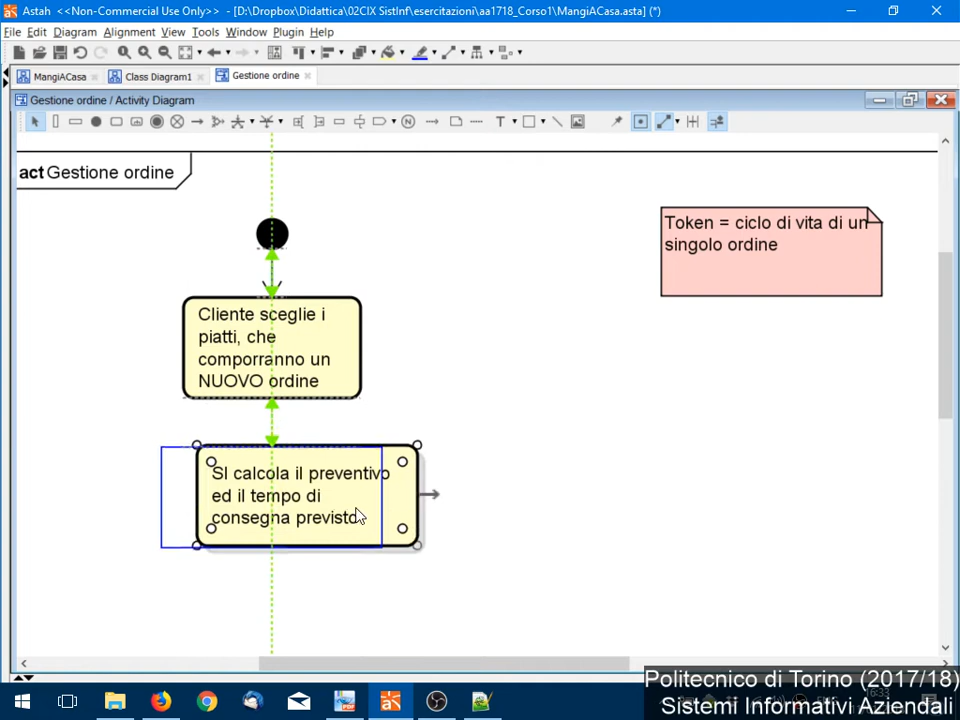 Astah <<Non-Commercial Use Only>> - [D:\Dropbox\Didattica\02CIX SistInf\esercitazioni\aa1718_Corso1\MangiACasa.asta] (*)
File Edit Diagram Alignment View Tools Window Plugin Help
MangiACasa Class Diagram1 Gestione ordine
Gestione ordine / Activity Diagram
act Gestione ordine
Token = ciclo di vita di un
singolo ordine
Cliente sceglie i
piatti, che
comporranno un
NUOVO ordine
SI calcola il preventivo
ed il tempo di
consegna previsto
Politecnico di Torino (2017/18)
16:33
Sistemi Informativi Aziendali